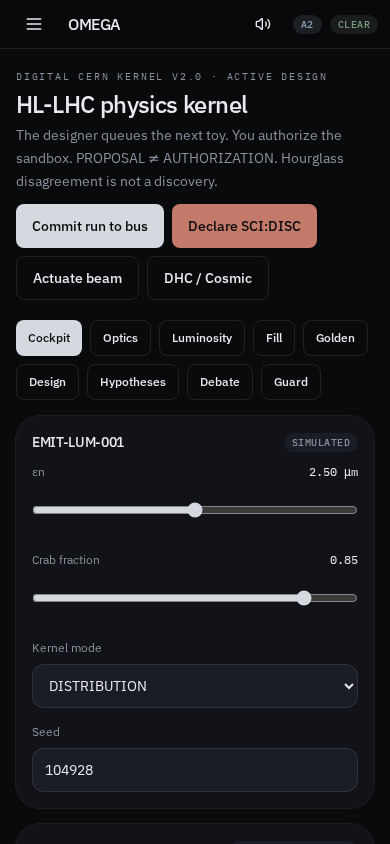 OMEGA
A2
CLEAR
DIGITAL CERN KERNEL V2.0 · ACTIVE DESIGN
HL-LHC physics kernel
The designer queues the next toy. You authorize the
sandbox. PROPOSAL ≠ AUTHORIZATION. Hourglass
disagreement is not a discovery.
Commit run to bus
Declare SCI:DISC
Actuate beam
DHC / Cosmic
Cockpit
Optics
Luminosity
Fill
Golden
Design
Hypotheses
Debate
Guard
EMIT-LUM-001
SIMULATED
εn
2.50 μm
Crab fraction
0.85
Kernel mode
DISTRIBUTION
Seed
104928